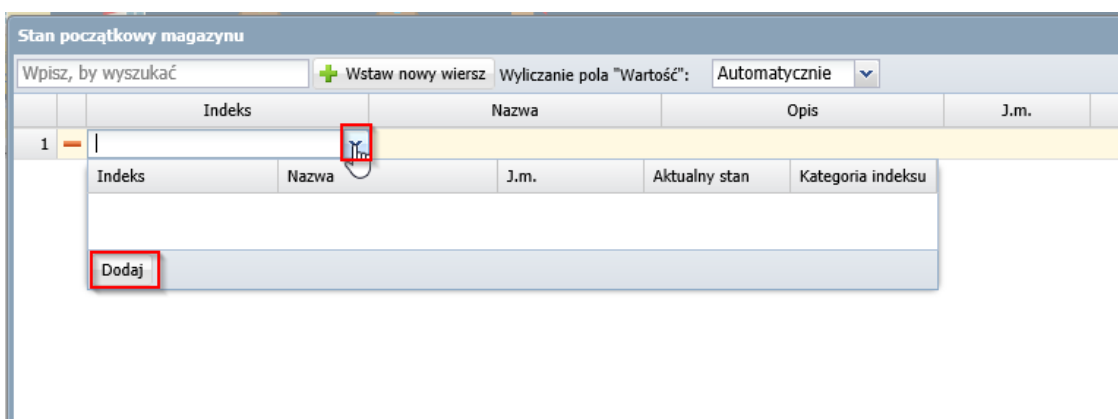 Stan początkowy magazynu
Wpisz, by wyszukać Wstaw nowy wiersz Wyliczanie pola "Wartość": Automatycznie
Indeks Nazwa Opis J.m.
1
Indeks Nazwa J.m. Aktualny stan Kategoria indeksu
Dodaj